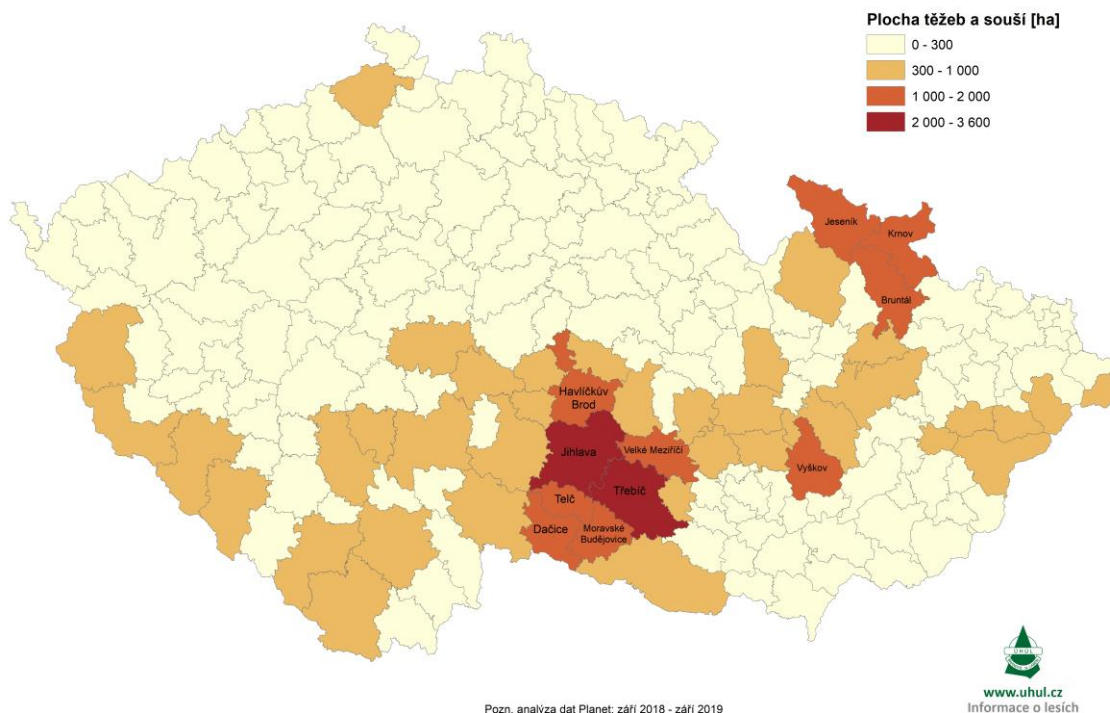 Plocha těžeb a souší [ha]
0 - 300
300 - 1 000
1 000 - 2 000
2 000 - 3 600
Jeseník
Krnov
Bruntál
Havlíčkův
Brod
Jihlava
Velké Meziříčí
Třebíč
Vyškov
Telč
Dačice
Moravské
Budějovice
ÚHÚL
www.uhul.cz
Informace o lesích
Pozn. analýza dat Planet: září 2018 - září 2019